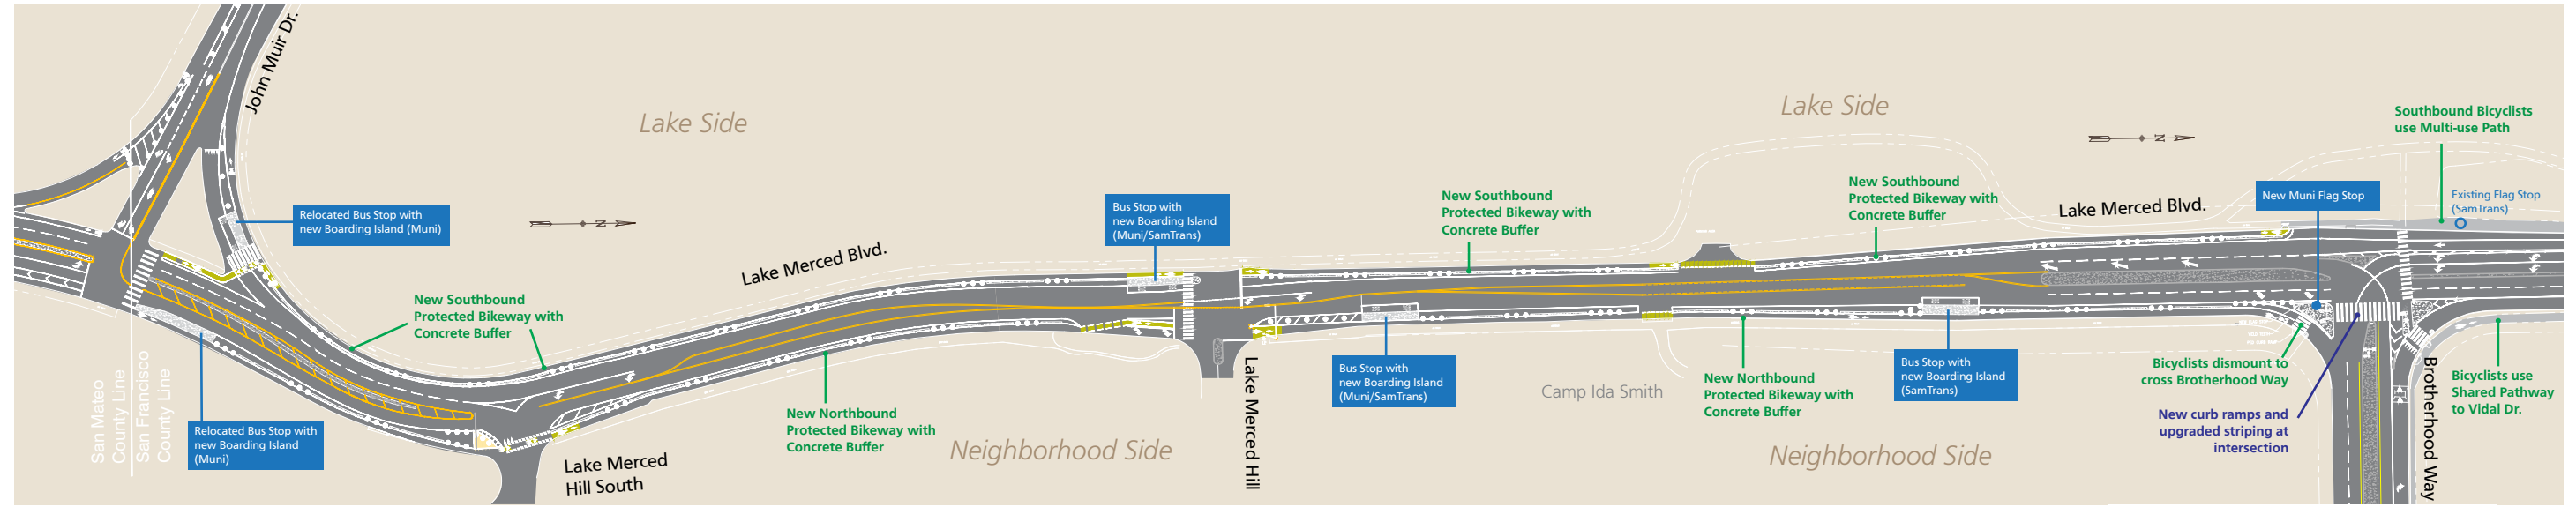 John Muir Dr.
Lake Side
Relocated Bus Stop with
new Boarding Island (Muni)
N
New Southbound
Protected Bikeway with
Concrete Buffer
Lake Merced Blvd.
San Mateo
County Line
San Francisco
County Line
Relocated Bus Stop with
new Boarding Island
(Muni)
Lake Merced
Hill South
New Northbound
Protected Bikeway with
Concrete Buffer
Neighborhood Side
Bus Stop with
new Boarding Island
(Muni/SamTrans)
Lake Merced Hill
Bus Stop with
new Boarding Island
(Muni/SamTrans)
New Southbound
Protected Bikeway with
Concrete Buffer
Camp Ida Smith
Lake Side
New Southbound
Protected Bikeway with
Concrete Buffer
New Northbound
Protected Bikeway with
Concrete Buffer
Neighborhood Side
Bus Stop with
new Boarding Island
(SamTrans)
N
Lake Merced Blvd.
New Muni Flag Stop
Southbound Bicyclists
use Multi-use Path
Existing Flag Stop
(SamTrans)
Bicyclists dismount to
cross Brotherhood Way
New curb ramps and
upgraded striping at
intersection
Brotherhood Way
Bicyclists use
Shared Pathway
to Vidal Dr.